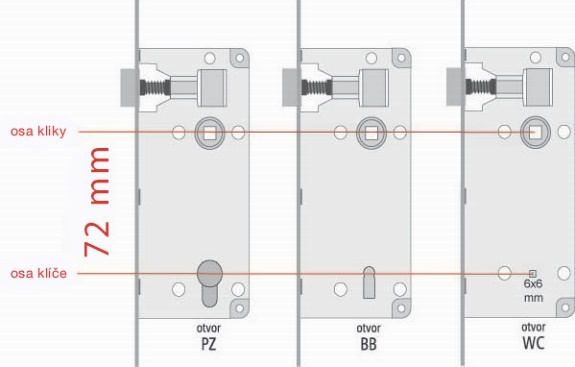 osa kliky
72 mm
osa klíče
6x6
mm
otvor
PZ
otvor
BB
otvor
WC